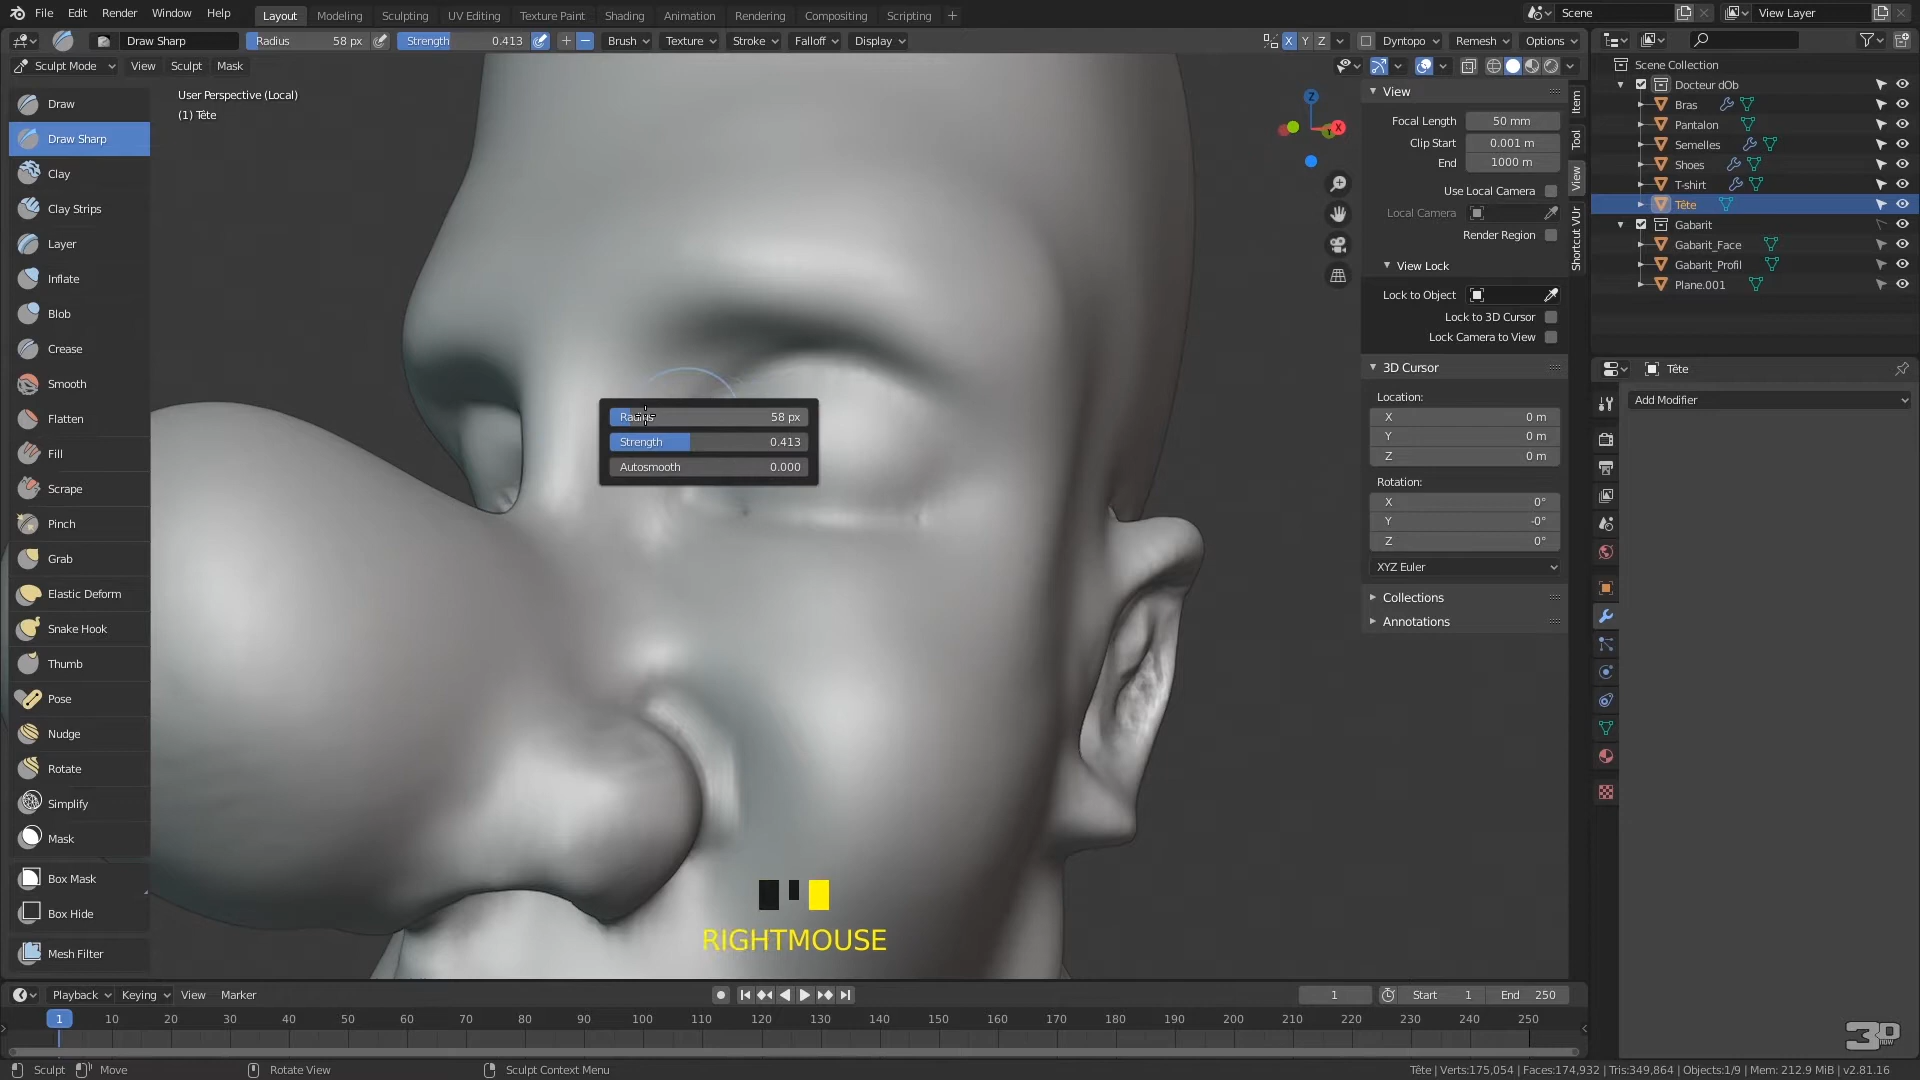 File Edit Render Window Help Layout Modeling Sculpting UV Editing Texture Paint Shading Animation Rendering Compositing Scripting + Scene View Layer
Draw Sharp Radius 58 px Strength 0.413 Brush Texture Stroke Falloff Display X Y Z Dyntopo Remesh Options
Sculpt Mode View Sculpt Mask
User Perspective (Local)
(1) Tête
Draw
Draw Sharp
Clay
Clay Strips
Layer
Inflate
Blob
Crease
Smooth
Flatten
Fill
Scrape
Pinch
Grab
Elastic Deform
Snake Hook
Thumb
Pose
Nudge
Rotate
Simplify
Mask
Box Mask
Box Hide
Mesh Filter
Radius 58 px
Strength 0.413
Autosmooth 0.000
RIGHTMOUSE
Z
X
View
Focal Length 50 mm
Clip Start 0.001 m
End 1000 m
Use Local Camera
Local Camera
Render Region
View Lock
Lock to Object
Lock to 3D Cursor
Lock Camera to View
3D Cursor
Location:
X 0 m
Y 0 m
Z 0 m
Rotation:
X 0°
Y -0°
Z 0°
XYZ Euler
Collections
Annotations
Item
Tool
View
Shortcut VUr
Scene Collection
Docteur dOb
Bras
Pantalon
Semelles
Shoes
T-shirt
Tête
Gabarit
Gabarit_Face
Gabarit_Profil
Plane.001
Tête
Add Modifier
Playback Keying View Marker 1 Start 1 End 250
1 10 20 30 40 50 60 70 80 90 100 110 120 130 140 150 160 170 180 190 200 210 220 230 240 250
3D now
Sculpt Move Rotate View Sculpt Context Menu Tête | Verts:175,054 | Faces:174,932 | Tris:349,864 | Objects:1/9 | Mem: 212.9 MiB | v2.81.16